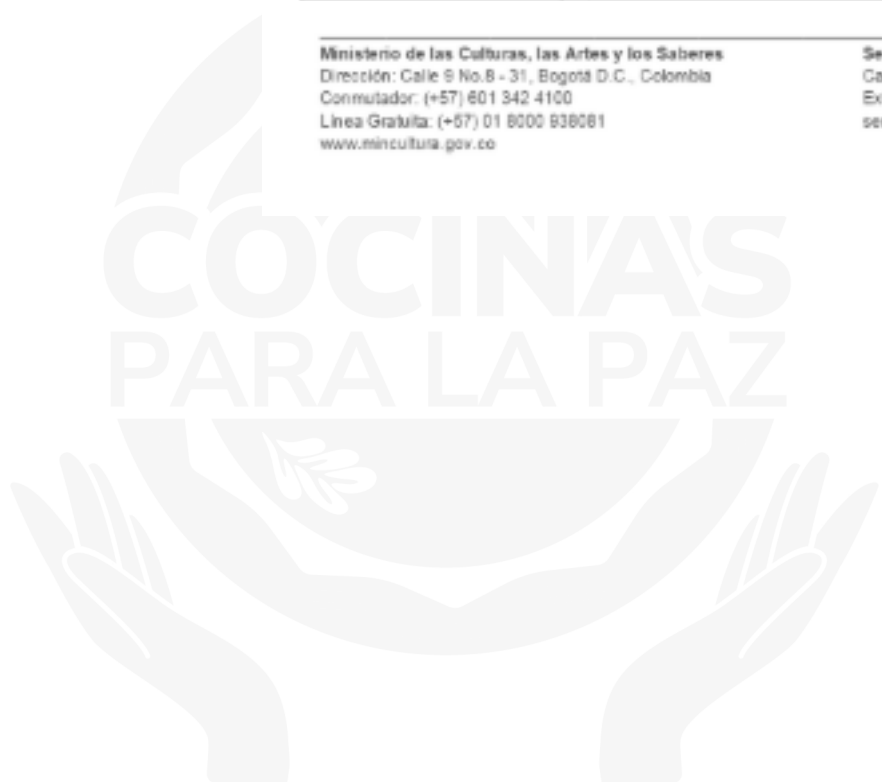 Ministerio de las Culturas, las Artes y los Saberes
Dirección: Calle 9 No.8 - 31, Bogotá D.C., Colombia
Conmutador: (+57) 601 342 4100
Línea Gratuita: (+57) 01 8000 938081
www.mincultura.gov.co
COCINAS
PARA LA PAZ